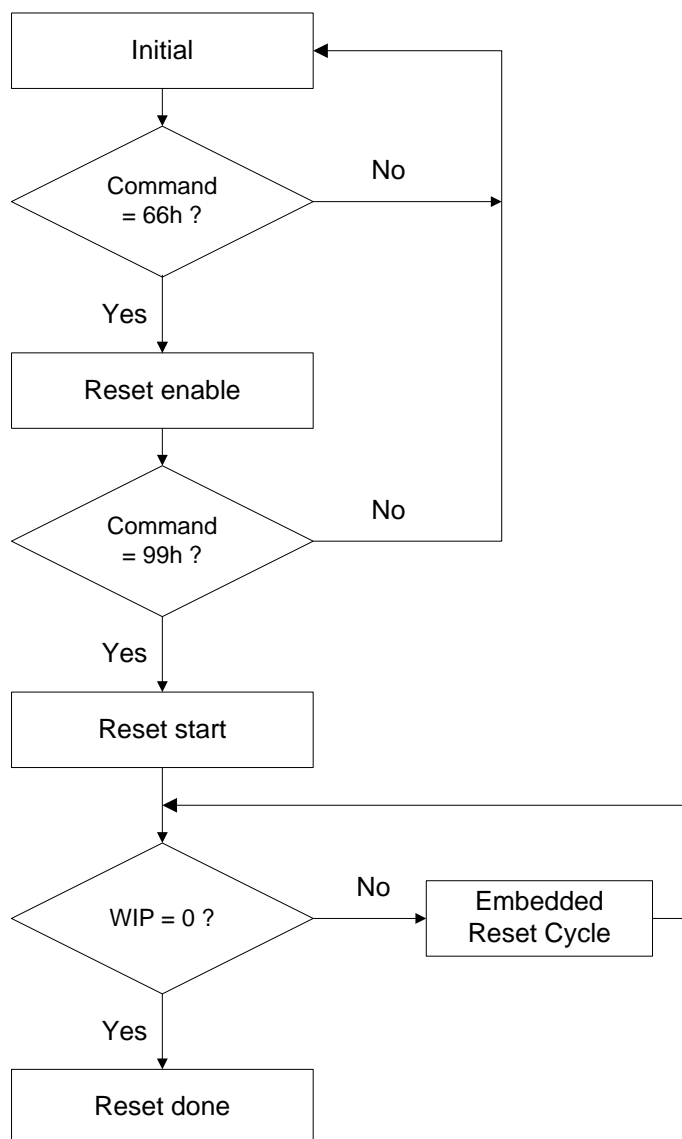 Initial
Command
= 66h ?
No
Yes
Reset enable
Command
= 99h ?
No
Yes
Reset start
WIP = 0 ?
No
Embedded
Reset Cycle
Yes
Reset done